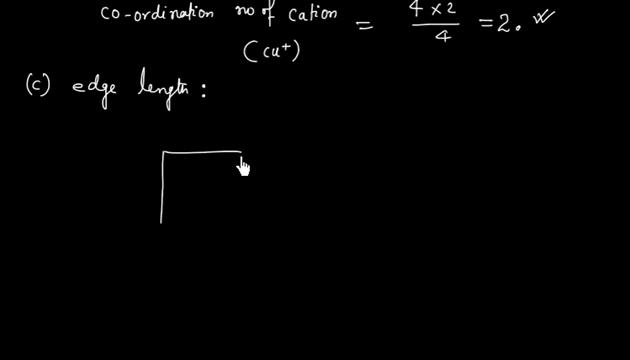 co-ordination no of cation = 4 × 2 / 4 = 2.
(cu+)
(c) edge length :